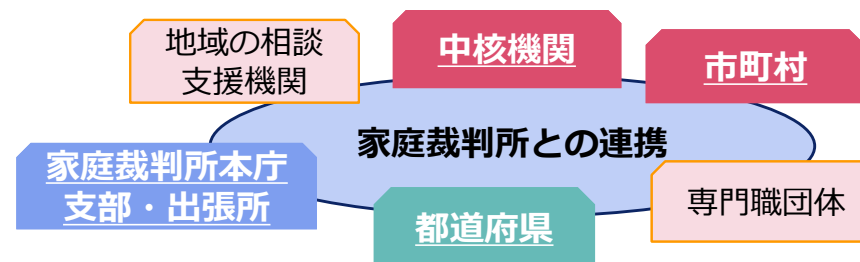 地域の相談
支援機関
中核機関
市町村
家庭裁判所との連携
家庭裁判所本庁
支部・出張所
都道府県
専門職団体